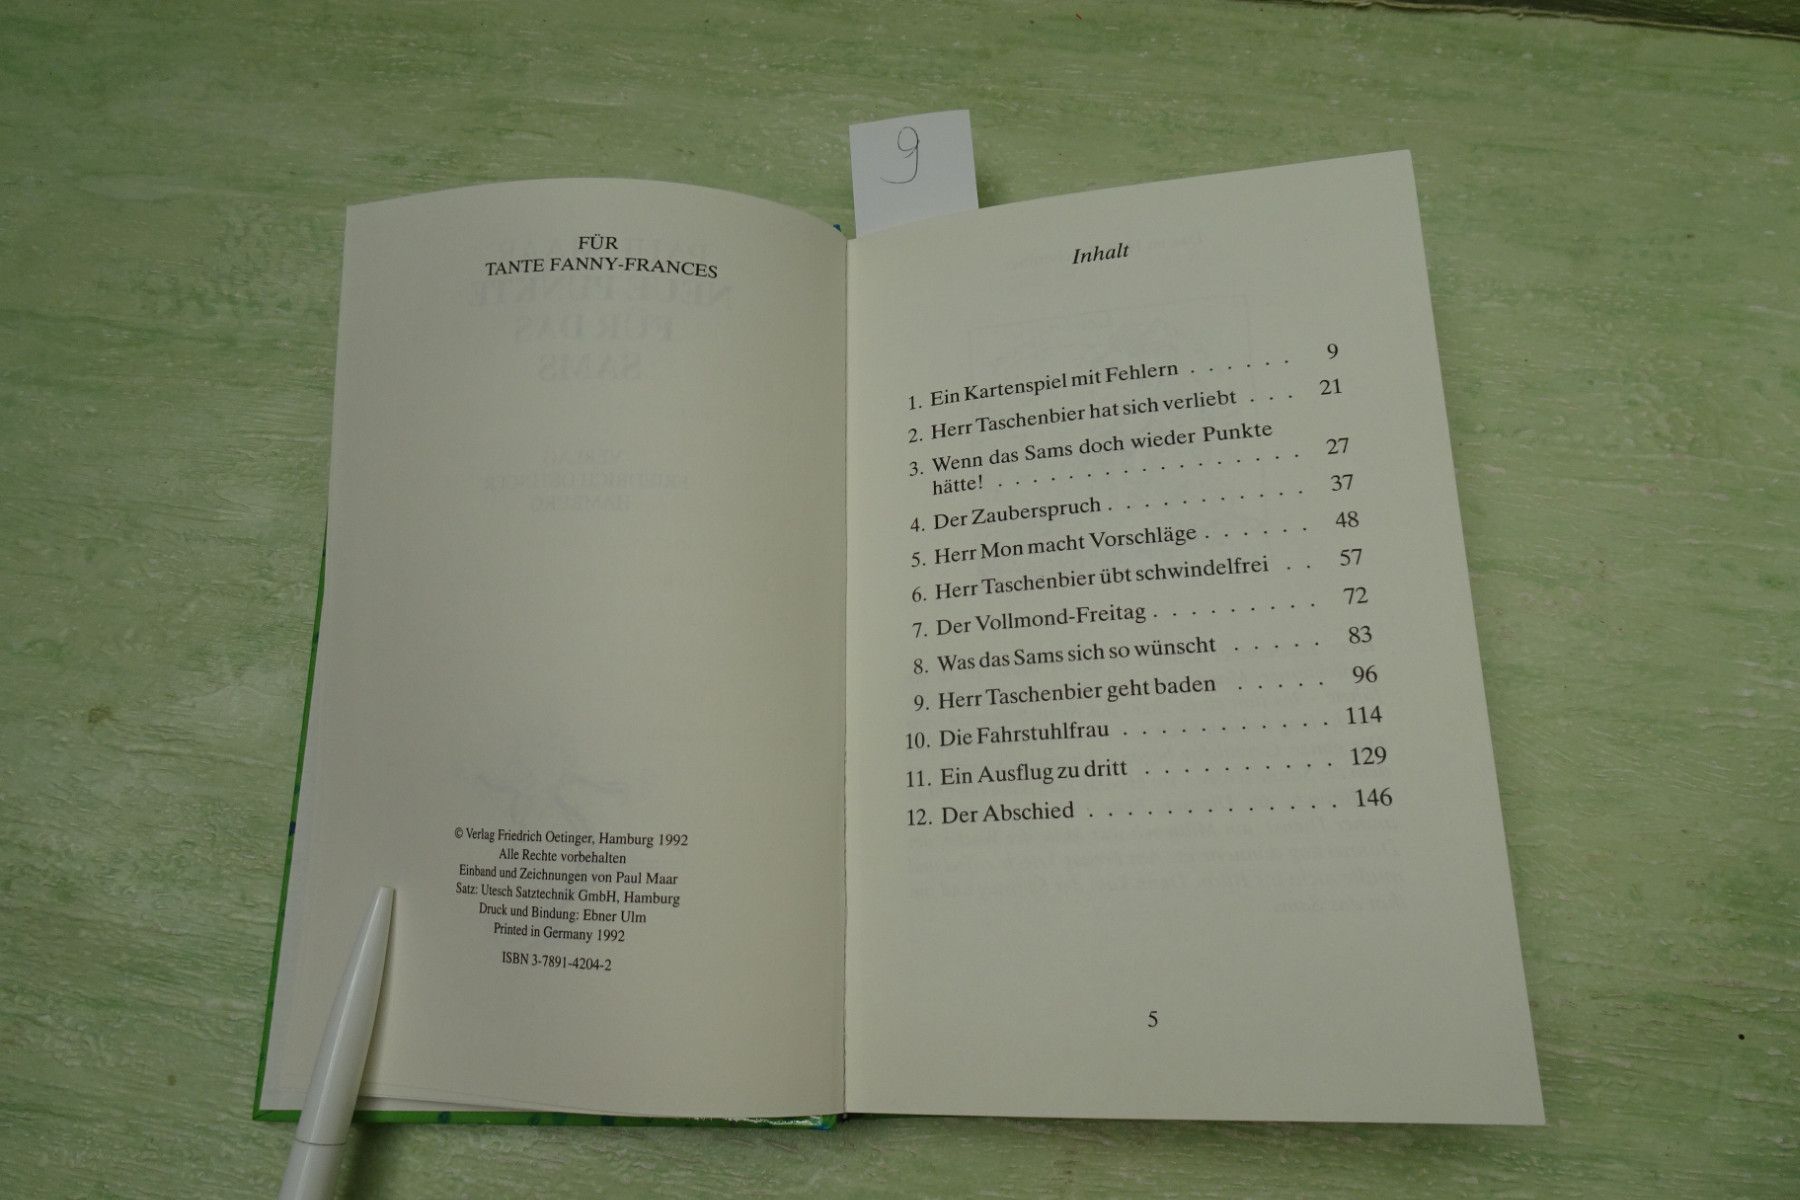 9
FÜR
TANTE FANNY-FRANCES
© Verlag Friedrich Oetinger, Hamburg 1992
Alle Rechte vorbehalten
Einband und Zeichnungen von Paul Maar
Satz: Utesch Satztechnik GmbH, Hamburg
Druck und Bindung: Ebner Ulm
Printed in Germany 1992
ISBN 3-7891-4204-2
Inhalt
1. Ein Kartenspiel mit Fehlern . . . . . . 9
2. Herr Taschenbier hat sich verliebt . . . 21
3. Wenn das Sams doch wieder Punkte
hätte! . . . . . . . . . . . . . . . . . . 27
4. Der Zauberspruch . . . . . . . . . . . 37
5. Herr Mon macht Vorschläge . . . . . . 48
6. Herr Taschenbier übt schwindelfrei . . 57
7. Der Vollmond-Freitag . . . . . . . . . 72
8. Was das Sams sich so wünscht . . . . . 83
9. Herr Taschenbier geht baden . . . . . 96
10. Die Fahrstuhlfrau . . . . . . . . . . . 114
11. Ein Ausflug zu dritt . . . . . . . . . . 129
12. Der Abschied . . . . . . . . . . . . 146
5